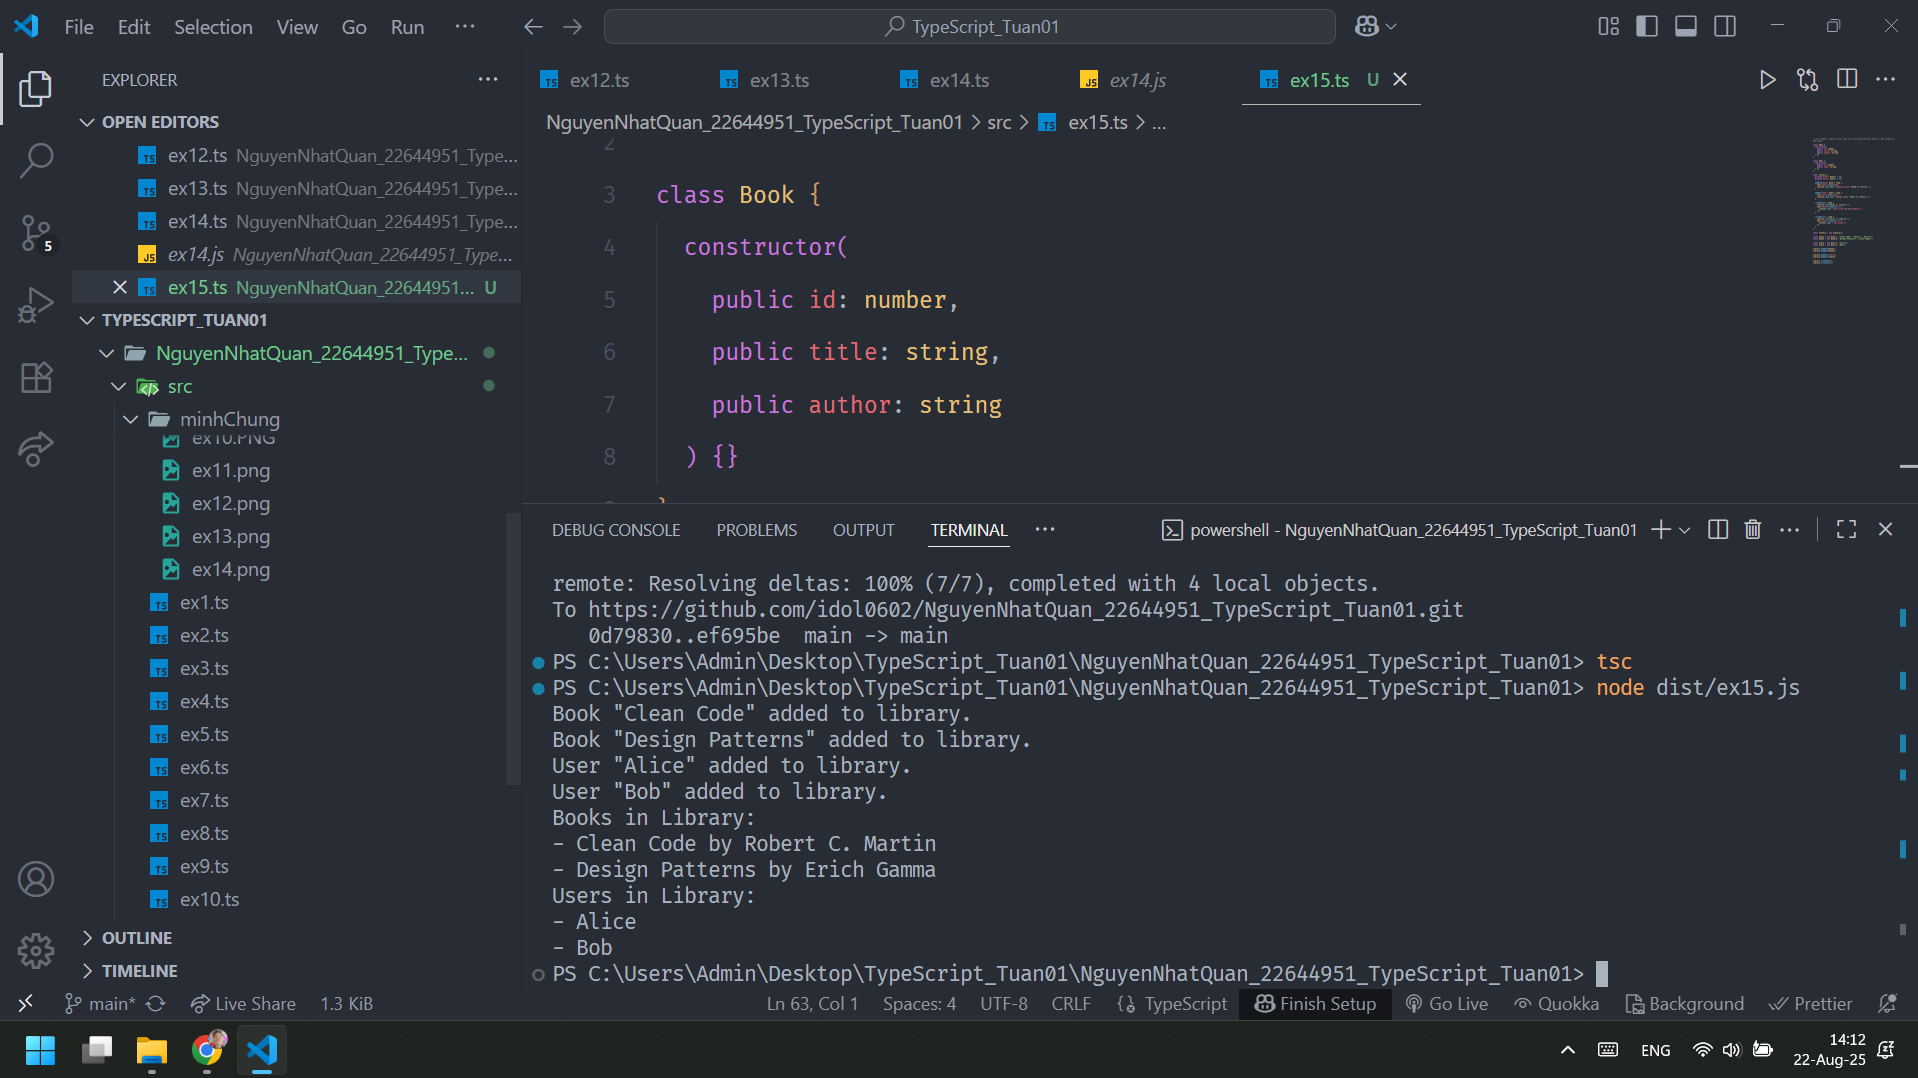 File Edit Selection View Go Run ···
TypeScript_Tuan01
EXPLORER
OPEN EDITORS
ex12.ts NguyenNhatQuan_22644951_Type...
ex13.ts NguyenNhatQuan_22644951_Type...
ex14.ts NguyenNhatQuan_22644951_Type...
ex14.js NguyenNhatQuan_22644951_Type...
ex15.ts NguyenNhatQuan_22644951... U
5
TYPESCRIPT_TUAN01
NguyenNhatQuan_22644951_Type...
src
minhChung
ex10.PNG
ex11.png
ex12.png
ex13.png
ex14.png
ex1.ts
ex2.ts
ex3.ts
ex4.ts
ex5.ts
ex6.ts
ex7.ts
ex8.ts
ex9.ts
ex10.ts
OUTLINE
TIMELINE
ex12.ts ex13.ts ex14.ts ex14.js ex15.ts U
NguyenNhatQuan_22644951_TypeScript_Tuan01 > src > ex15.ts > ...
2
3 class Book {
4 constructor(
5 public id: number,
6 public title: string,
7 public author: string
8 ) {}
DEBUG CONSOLE PROBLEMS OUTPUT TERMINAL ···
powershell - NguyenNhatQuan_22644951_TypeScript_Tuan01
remote: Resolving deltas: 100% (7/7), completed with 4 local objects.
To https://github.com/idol0602/NguyenNhatQuan_22644951_TypeScript_Tuan01.git
0d79830..ef695be main -> main
PS C:\Users\Admin\Desktop\TypeScript_Tuan01\NguyenNhatQuan_22644951_TypeScript_Tuan01> tsc
PS C:\Users\Admin\Desktop\TypeScript_Tuan01\NguyenNhatQuan_22644951_TypeScript_Tuan01> node dist/ex15.js
Book "Clean Code" added to library.
Book "Design Patterns" added to library.
User "Alice" added to library.
User "Bob" added to library.
Books in Library:
- Clean Code by Robert C. Martin
- Design Patterns by Erich Gamma
Users in Library:
- Alice
- Bob
PS C:\Users\Admin\Desktop\TypeScript_Tuan01\NguyenNhatQuan_22644951_TypeScript_Tuan01>
main* Live Share 1.3 KiB Ln 63, Col 1 Spaces: 4 UTF-8 CRLF {} TypeScript Finish Setup Go Live Quokka Background Prettier
ENG
14:12
22-Aug-25